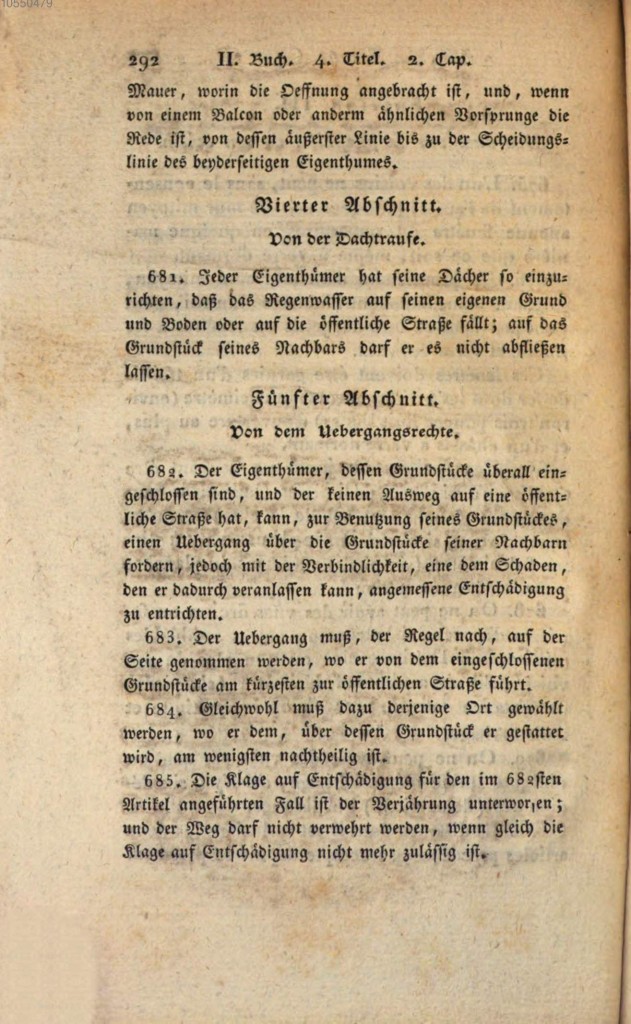 10550479
292 II. Buch. 4. Titel. 2. Cap.
Mauer, worin die Oeffnung angebracht ist, und, wenn
von einem Balcon oder anderm ähnlichen Vorsprunge die
Rede ist, von dessen äußerster Linie bis zu der Scheidungs=
linie des beyderseitigen Eigenthumes.
Vierter Abschnitt.
Von der Dachtraufe.
681. Jeder Eigenthümer hat seine Dächer so einzu=
richten, daß das Regenwasser auf seinen eigenen Grund
und Boden oder auf die öffentliche Straße fällt; auf das
Grundstück seines Nachbars darf er es nicht abfließen
lassen.
Fünfter Abschnitt.
Von dem Uebergangsrechte.
682. Der Eigenthümer, dessen Grundstücke überall ein=
geschlossen sind, und der keinen Ausweg auf eine öffent=
liche Straße hat, kann, zur Benutzung seines Grundstückes,
einen Uebergang über die Grundstücke seiner Nachbarn
fordern, jedoch mit der Verbindlichkeit, eine dem Schaden,
den er dadurch veranlassen kann, angemessene Entschädigung
zu entrichten.
683. Der Uebergang muß, der Regel nach, auf der
Seite genommen werden, wo er von dem eingeschlossenen
Grundstücke am kürzesten zur öffentlichen Straße führt.
684. Gleichwohl muß dazu derjenige Ort gewählt
werden, wo er dem, über dessen Grundstück er gestattet
wird, am wenigsten nachtheilig ist.
685. Die Klage auf Entschädigung für den im 682sten
Artikel angeführten Fall ist der Verjährung unterworfen;
und der Weg darf nicht verwehrt werden, wenn gleich die
Klage auf Entschädigung nicht mehr zulässig ist.